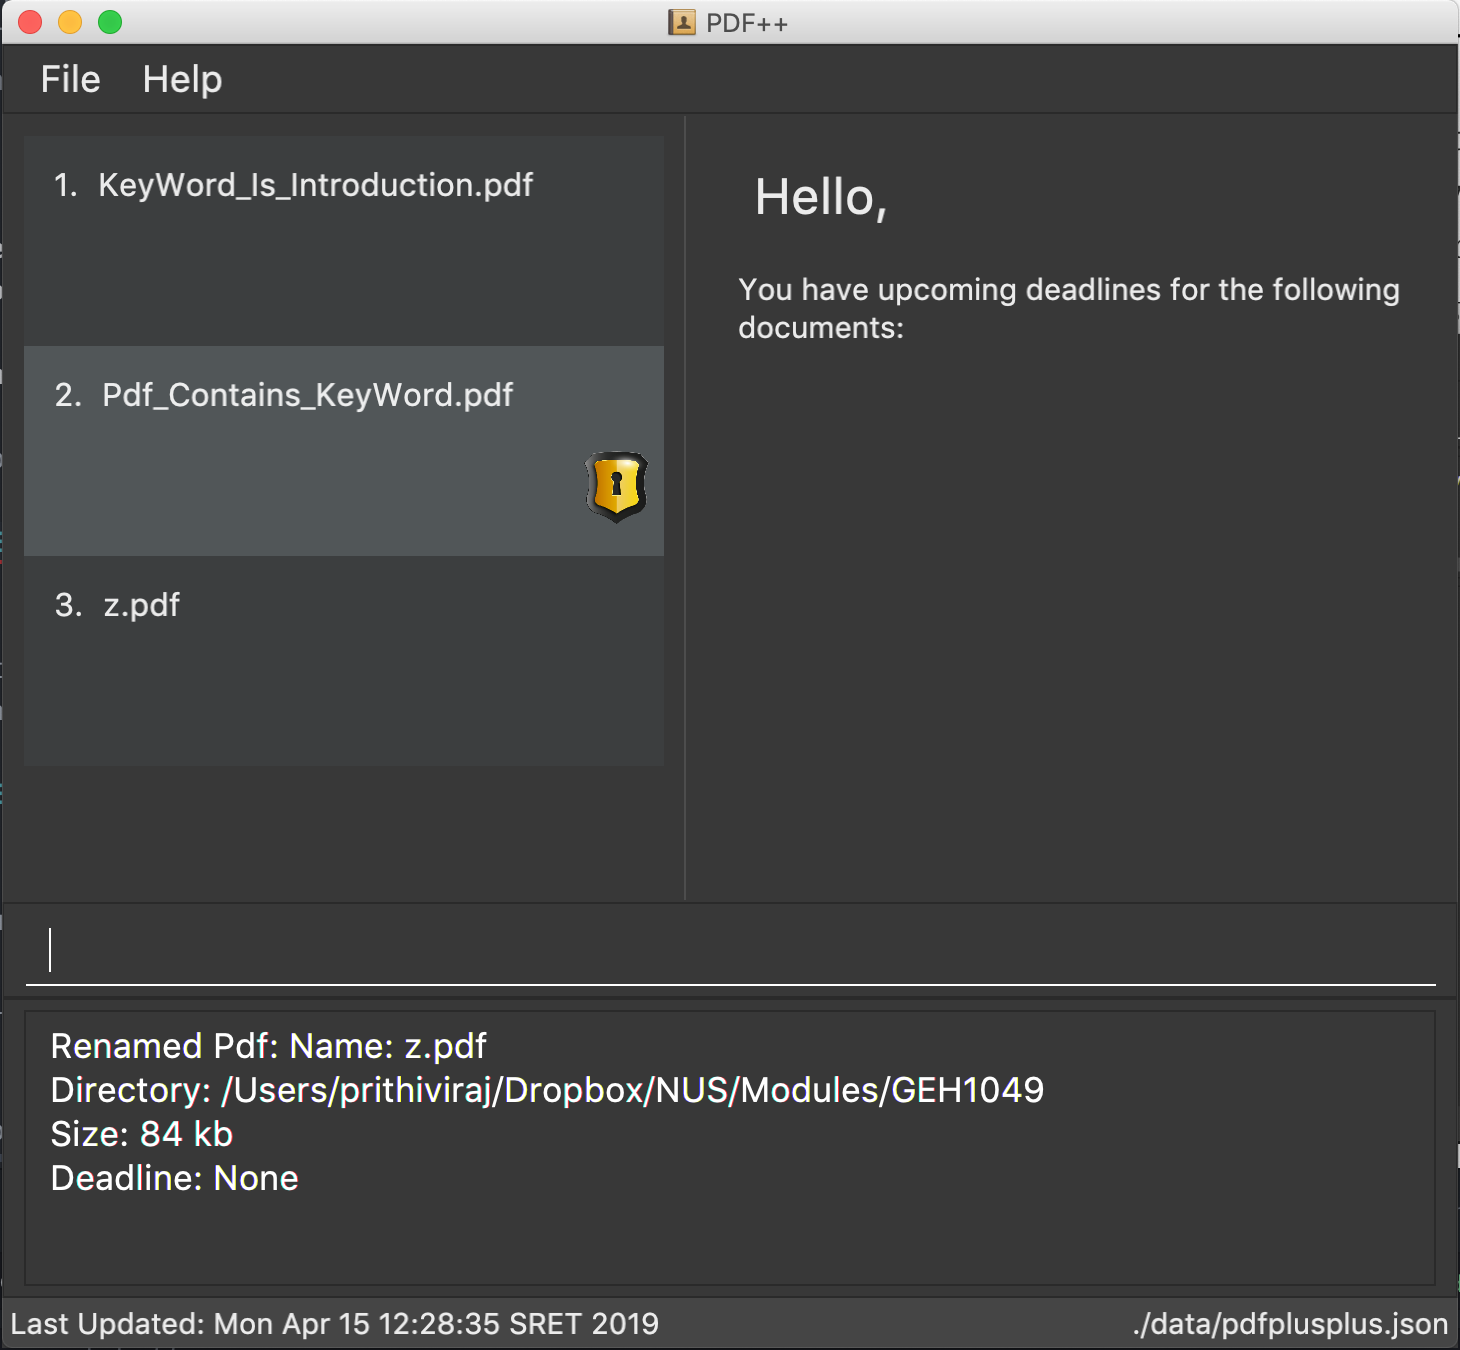 PDF++
File Help
1. KeyWord_Is_Introduction.pdf
2. Pdf_Contains_KeyWord.pdf
3. z.pdf
Hello,
You have upcoming deadlines for the following
documents:
Renamed Pdf: Name: z.pdf
Directory: /Users/prithiviraj/Dropbox/NUS/Modules/GEH1049
Size: 84 kb
Deadline: None
Last Updated: Mon Apr 15 12:28:35 SRET 2019
./data/pdfplusplus.json